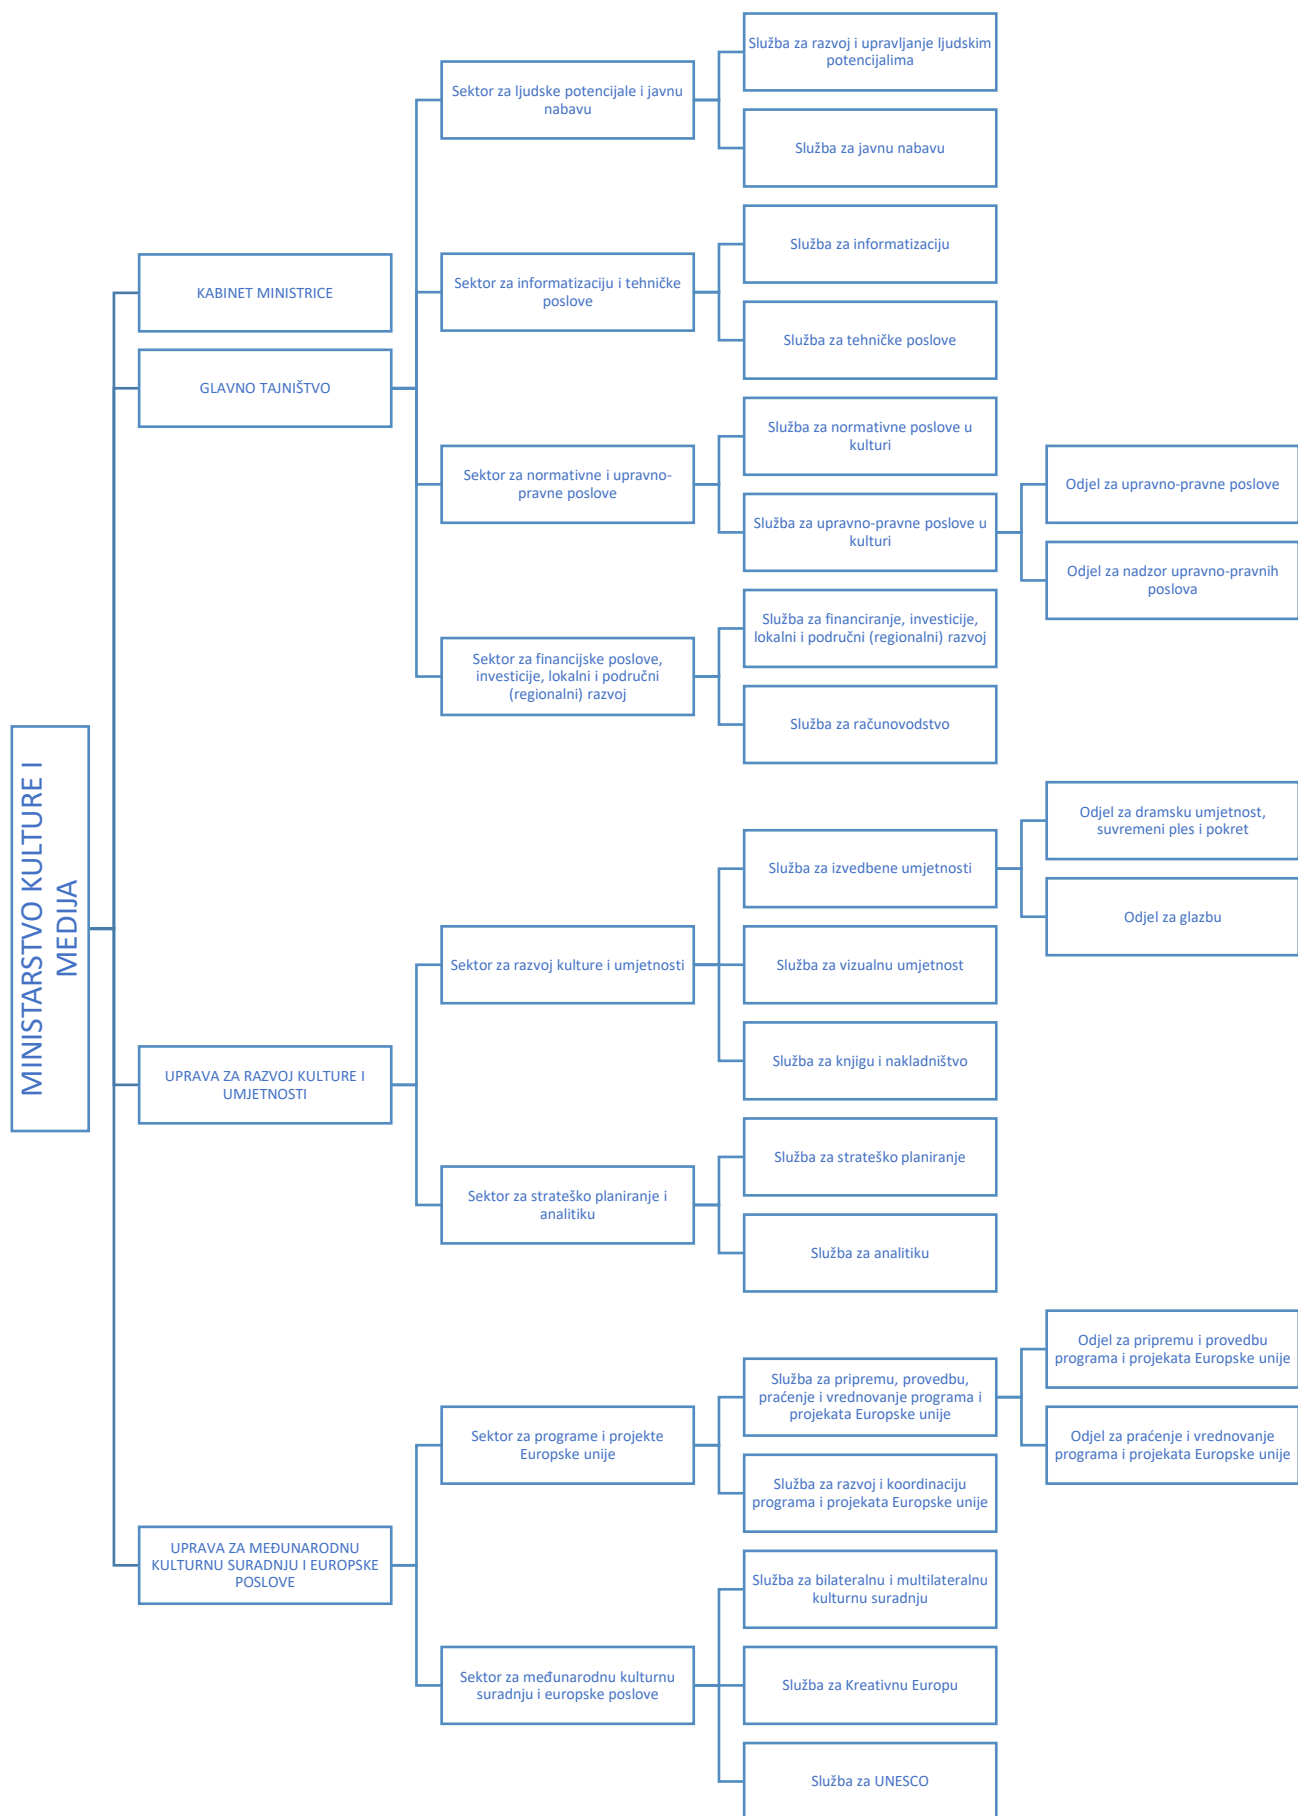 MINISTARSTVO KULTURE I
MEDIJA
KABINET MINISTRICE
GLAVNO TAJNIŠTVO
Sektor za ljudske potencijale i javnu
nabavu
Služba za razvoj i upravljanje ljudskim
potencijalima
Služba za javnu nabavu
Sektor za informatizaciju i tehničke
poslove
Služba za informatizaciju
Služba za tehničke poslove
Sektor za normativne i upravno-
pravne poslove
Služba za normativne poslove u
kulturi
Služba za upravno-pravne poslove u
kulturi
Odjel za upravno-pravne poslove
Odjel za nadzor upravno-pravnih
poslova
Sektor za financijske poslove,
investicije, lokalni i područni
(regionalni) razvoj
Služba za financiranje, investicije,
lokalni i područni (regionalni) razvoj
Služba za računovodstvo
UPRAVA ZA RAZVOJ KULTURE I
UMJETNOSTI
Sektor za razvoj kulture i umjetnosti
Služba za izvedbene umjetnosti
Odjel za dramsku umjetnost,
suvremeni ples i pokret
Odjel za glazbu
Služba za vizualnu umjetnost
Služba za knjigu i nakladništvo
Sektor za strateško planiranje i
analitiku
Služba za strateško planiranje
Služba za analitiku
UPRAVA ZA MEĐUNARODNU
KULTURNU SURADNJU I EUROPSKE
POSLOVE
Sektor za programe i projekte
Europske unije
Služba za pripremu, provedbu,
praćenje i vrednovanje programa i
projekata Europske unije
Odjel za pripremu i provedbu
programa i projekata Europske unije
Odjel za praćenje i vrednovanje
programa i projekata Europske unije
Služba za razvoj i koordinaciju
programa i projekata Europske unije
Sektor za međunarodnu kulturnu
suradnju i europske poslove
Služba za bilateralnu i multilateralnu
kulturnu suradnju
Služba za Kreativnu Europu
Služba za UNESCO